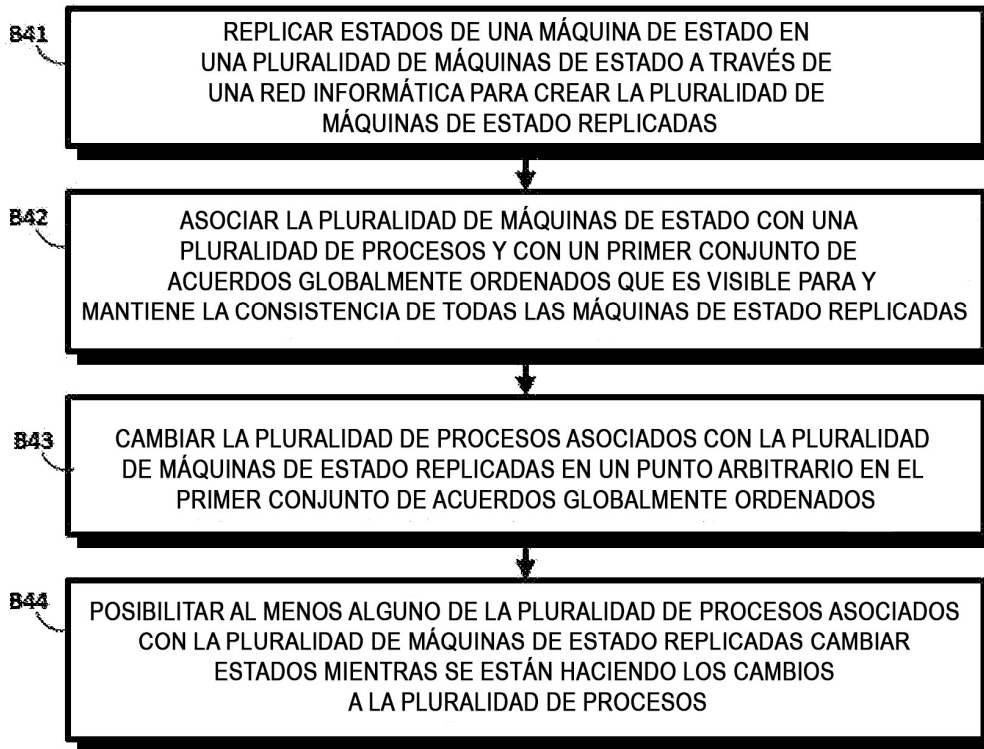 B41
REPLICAR ESTADOS DE UNA MÁQUINA DE ESTADO EN
UNA PLURALIDAD DE MÁQUINAS DE ESTADO A TRAVÉS DE
UNA RED INFORMÁTICA PARA CREAR LA PLURALIDAD DE
MÁQUINAS DE ESTADO REPLICADAS
B42
ASOCIAR LA PLURALIDAD DE MÁQUINAS DE ESTADO CON UNA
PLURALIDAD DE PROCESOS Y CON UN PRIMER CONJUNTO DE
ACUERDOS GLOBALMENTE ORDENADOS QUE ES VISIBLE PARA Y
MANTIENE LA CONSISTENCIA DE TODAS LAS MÁQUINAS DE ESTADO REPLICADAS
B43
CAMBIAR LA PLURALIDAD DE PROCESOS ASOCIADOS CON LA PLURALIDAD
DE MÁQUINAS DE ESTADO REPLICADAS EN UN PUNTO ARBITRARIO EN EL
PRIMER CONJUNTO DE ACUERDOS GLOBALMENTE ORDENADOS
B44
POSIBILITAR AL MENOS ALGUNO DE LA PLURALIDAD DE PROCESOS ASOCIADOS
CON LA PLURALIDAD DE MÁQUINAS DE ESTADO REPLICADAS CAMBIAR
ESTADOS MIENTRAS SE ESTÁN HACIENDO LOS CAMBIOS
A LA PLURALIDAD DE PROCESOS